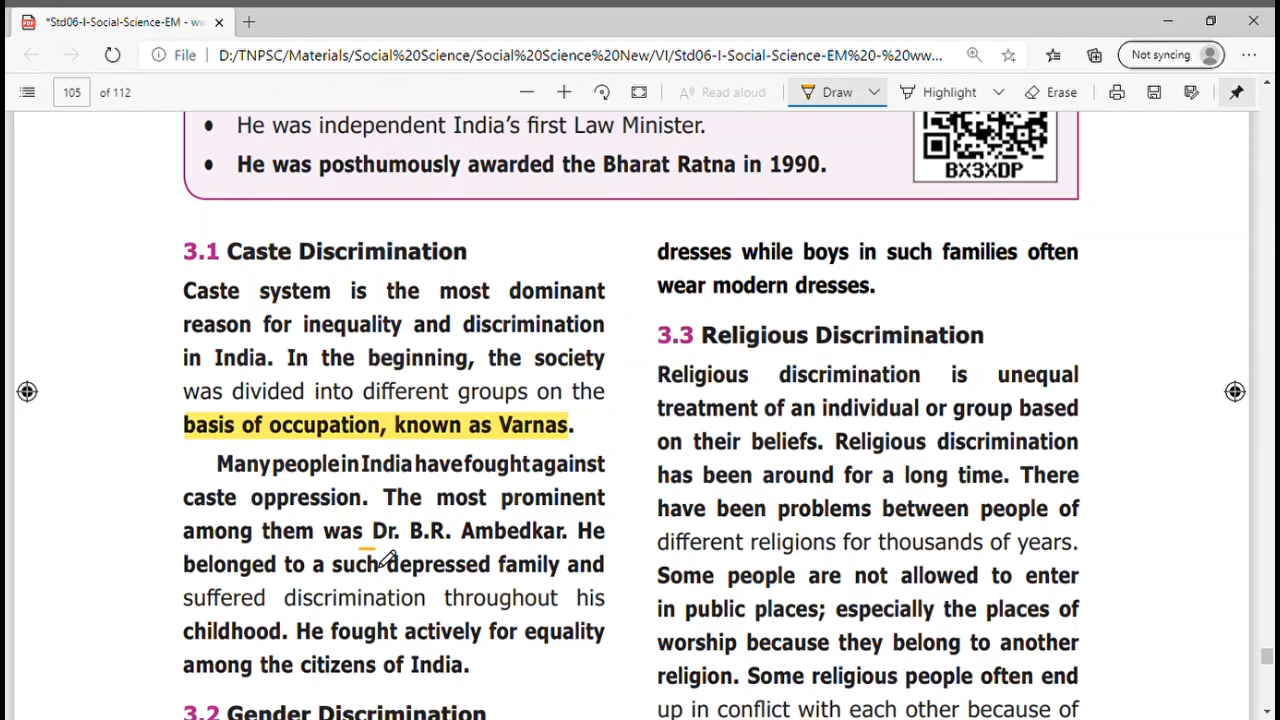 *Std06-I-Social-Science-EM - ww
File
D:/TNPSC/Materials/Social%20Science/Social%20Science%20New/VI/Std06-I-Social-Science-EM%20-%20ww...
Not syncing
105 of 112
Read aloud
Draw
Highlight
Erase
• He was independent India's first Law Minister.
• He was posthumously awarded the Bharat Ratna in 1990.
BX3XDP
3.1 Caste Discrimination
Caste system is the most dominant
reason for inequality and discrimination
in India. In the beginning, the society
was divided into different groups on the
basis of occupation, known as Varnas.
Many people in India have fought against
caste oppression. The most prominent
among them was Dr. B.R. Ambedkar. He
belonged to a such depressed family and
suffered discrimination throughout his
childhood. He fought actively for equality
among the citizens of India.
3.2 Gender Discrimination
dresses while boys in such families often
wear modern dresses.
3.3 Religious Discrimination
Religious discrimination is unequal
treatment of an individual or group based
on their beliefs. Religious discrimination
has been around for a long time. There
have been problems between people of
different religions for thousands of years.
Some people are not allowed to enter
in public places; especially the places of
worship because they belong to another
religion. Some religious people often end
up in conflict with each other because of